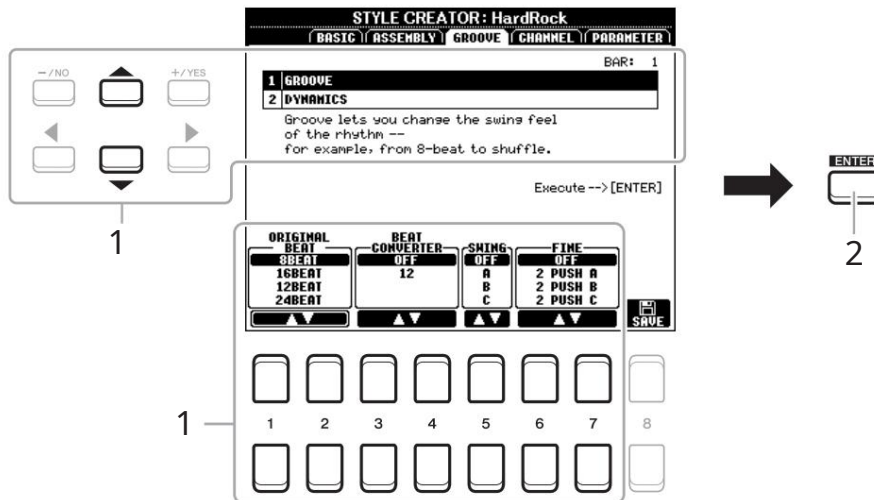 STYLE CREATOR: HardRock
BASIC ASSEMBLY GROOVE CHANNEL PARAMETER
BAR: 1
-/NO +/YES
1 GROOVE
2 DYNAMICS
Groove lets you change the swing feel
of the rhythm --
for example, from 8-beat to shuffle.
Execute-->[ENTER]
ENTER
1
2
ORIGINAL BEAT BEAT CONVERTER SWING FINE
8BEAT OFF OFF OFF
16BEAT 12 A 2 PUSH A
12BEAT B 2 PUSH B
24BEAT C 2 PUSH C
SAVE
1
1 2 3 4 5 6 7 8